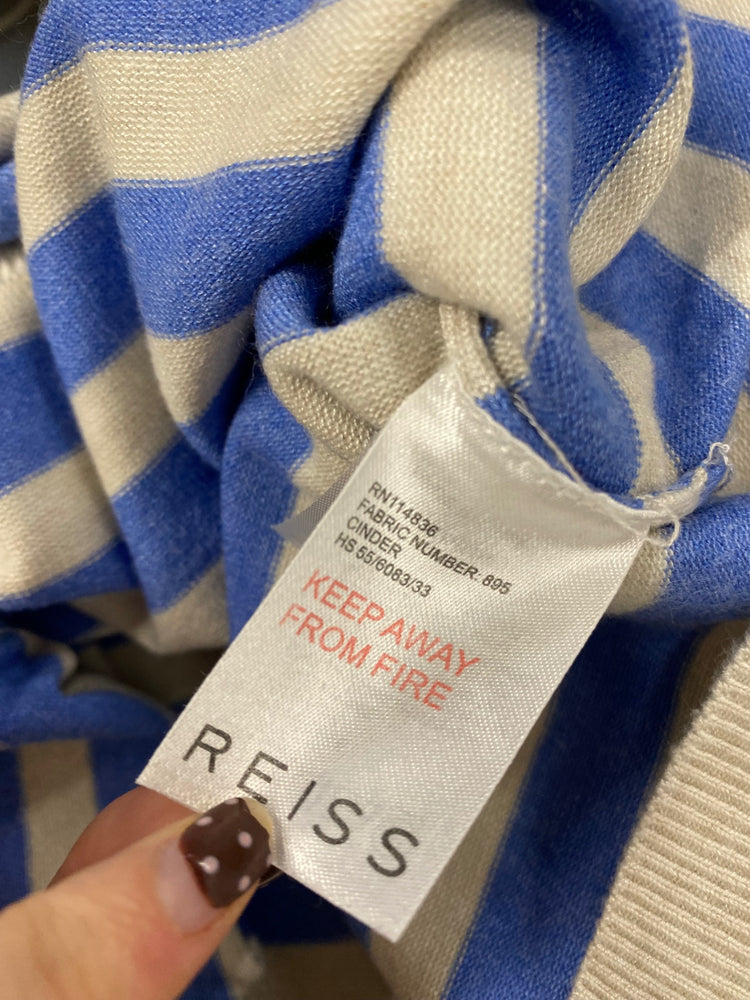 RN114836
FABRIC NUMBER: 895
CINDER
HS 55/6083/33
KEEP AWAY
FROM FIRE
REISS